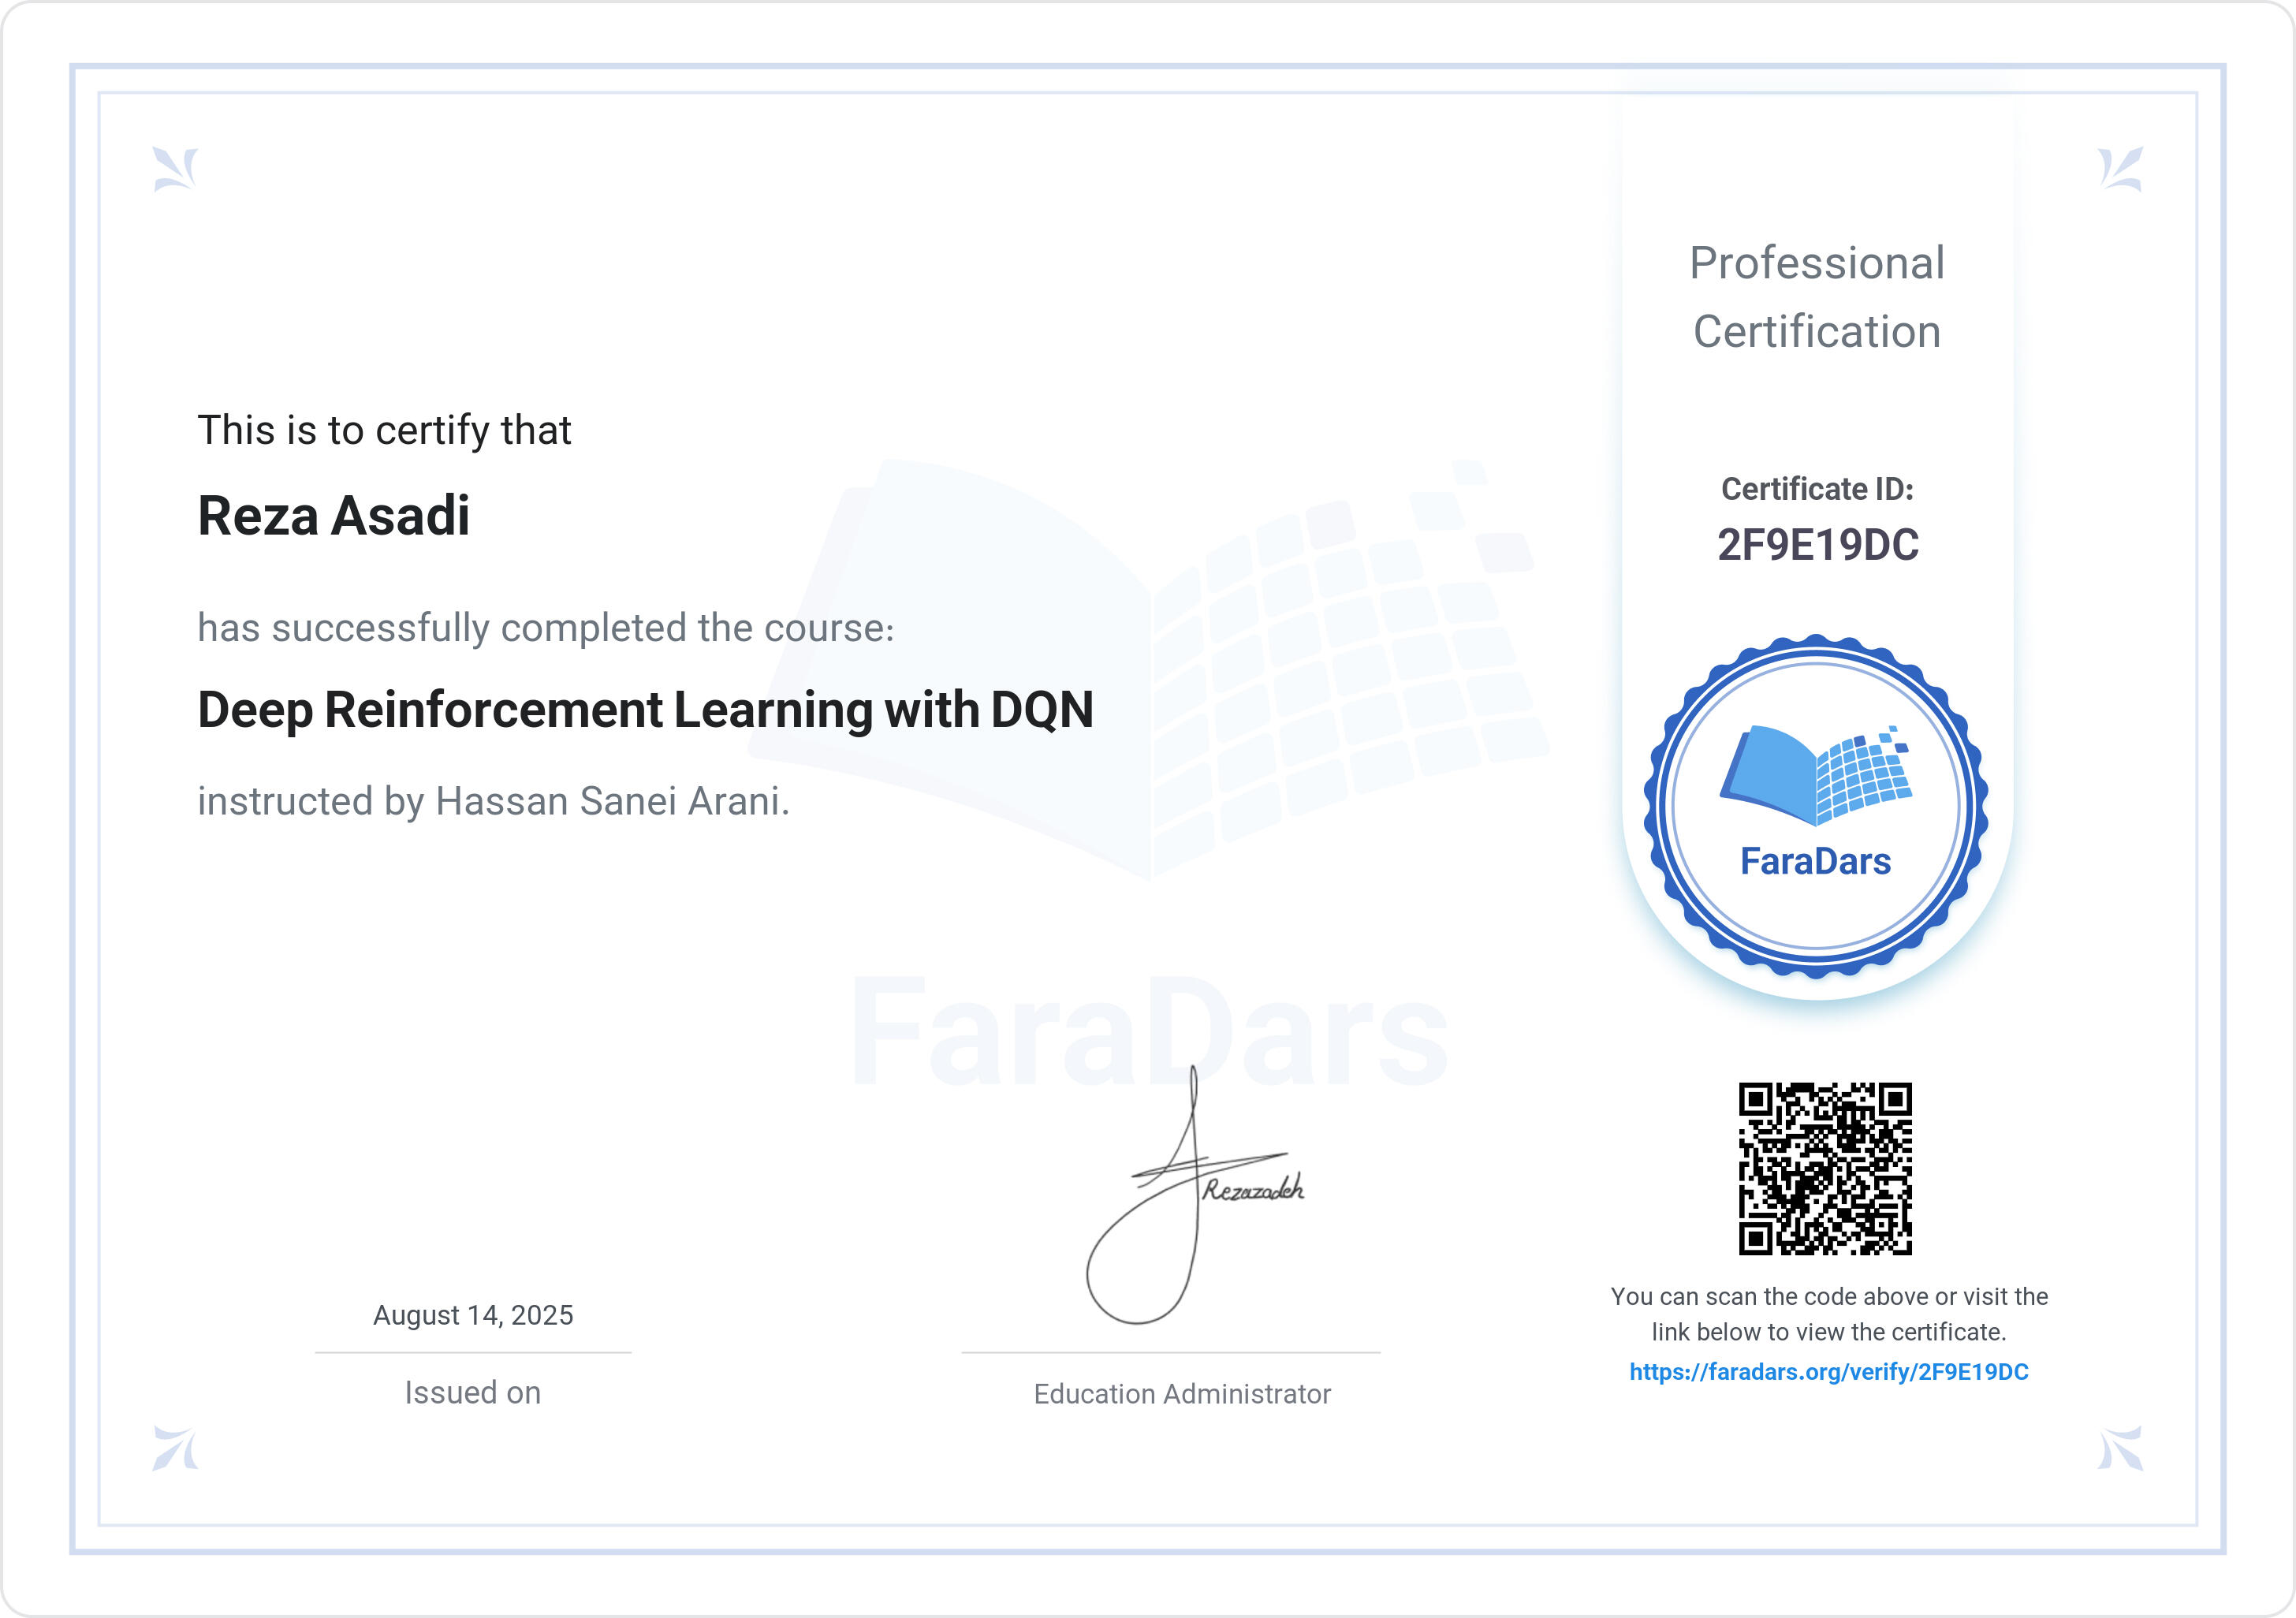 This is to certify that
Reza Asadi
has successfully completed the course:
Deep Reinforcement Learning with DQN
instructed by Hassan Sanei Arani.
FaraDars
Rezazadeh
August 14, 2025
Issued on
Education Administrator
Professional
Certification
Certificate ID:
2F9E19DC
FaraDars
You can scan the code above or visit the
link below to view the certificate.
https://faradars.org/verify/2F9E19DC